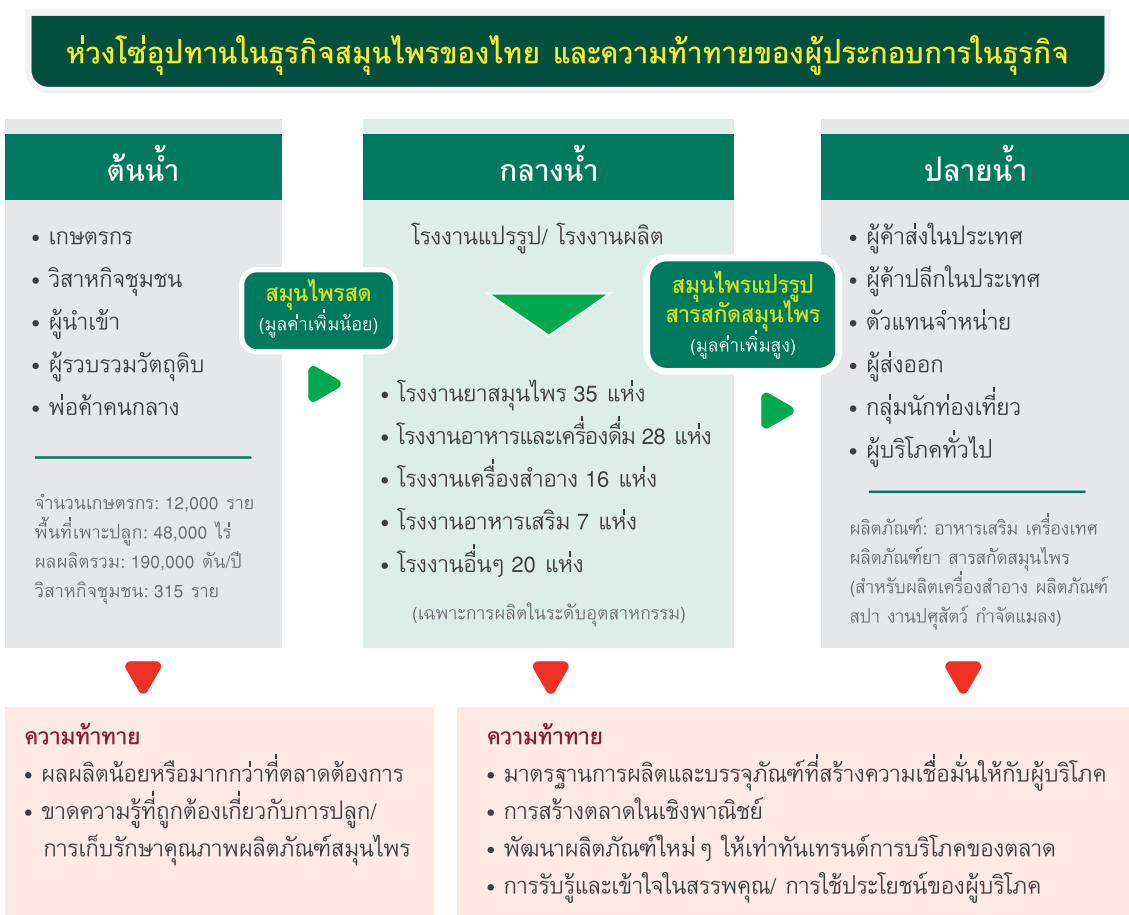 ห่วงโซ่อุปทานในธุรกิจสมุนไพรของไทย และความท้าทายของผู้ประกอบการในธุรกิจ
ต้นน้ำ
• เกษตรกร
• วิสาหกิจชุมชน
• ผู้นำเข้า
• ผู้รวบรวมวัตถุดิบ
• พ่อค้าคนกลาง
จำนวนเกษตรกร: 12,000 ราย
พื้นที่เพาะปลูก: 48,000 ไร่
ผลผลิตรวม: 190,000 ตัน/ปี
วิสาหกิจชุมชน: 315 ราย
สมุนไพรสด
(มูลค่าเพิ่มน้อย)
กลางน้ำ
โรงงานแปรรูป/ โรงงานผลิต
• โรงงานยาสมุนไพร 35 แห่ง
• โรงงานอาหารและเครื่องดื่ม 28 แห่ง
• โรงงานเครื่องสำอาง 16 แห่ง
• โรงงานอาหารเสริม 7 แห่ง
• โรงงานอื่นๆ 20 แห่ง
(เฉพาะการผลิตในระดับอุตสาหกรรม)
สมุนไพรแปรรูป
สารสกัดสมุนไพร
(มูลค่าเพิ่มสูง)
ปลายน้ำ
• ผู้ค้าส่งในประเทศ
• ผู้ค้าปลีกในประเทศ
• ตัวแทนจำหน่าย
• ผู้ส่งออก
• กลุ่มนักท่องเที่ยว
• ผู้บริโภคทั่วไป
ผลิตภัณฑ์: อาหารเสริม เครื่องเทศ
ผลิตภัณฑ์ยา สารสกัดสมุนไพร
(สำหรับผลิตเครื่องสำอาง ผลิตภัณฑ์
สปา งานปศุสัตว์ กำจัดแมลง)
ความท้าทาย
• ผลผลิตน้อยหรือมากกว่าที่ตลาดต้องการ
• ขาดความรู้ที่ถูกต้องเกี่ยวกับการปลูก/
การเก็บรักษาคุณภาพผลิตภัณฑ์สมุนไพร
ความท้าทาย
• มาตรฐานการผลิตและบรรจุภัณฑ์ที่สร้างความเชื่อมั่นให้กับผู้บริโภค
• การสร้างตลาดในเชิงพาณิชย์
• พัฒนาผลิตภัณฑ์ใหม่ๆ ให้เท่าทันเทรนด์การบริโภคของตลาด
• การรับรู้และเข้าใจในสรรพคุณ/ การใช้ประโยชน์ของผู้บริโภค